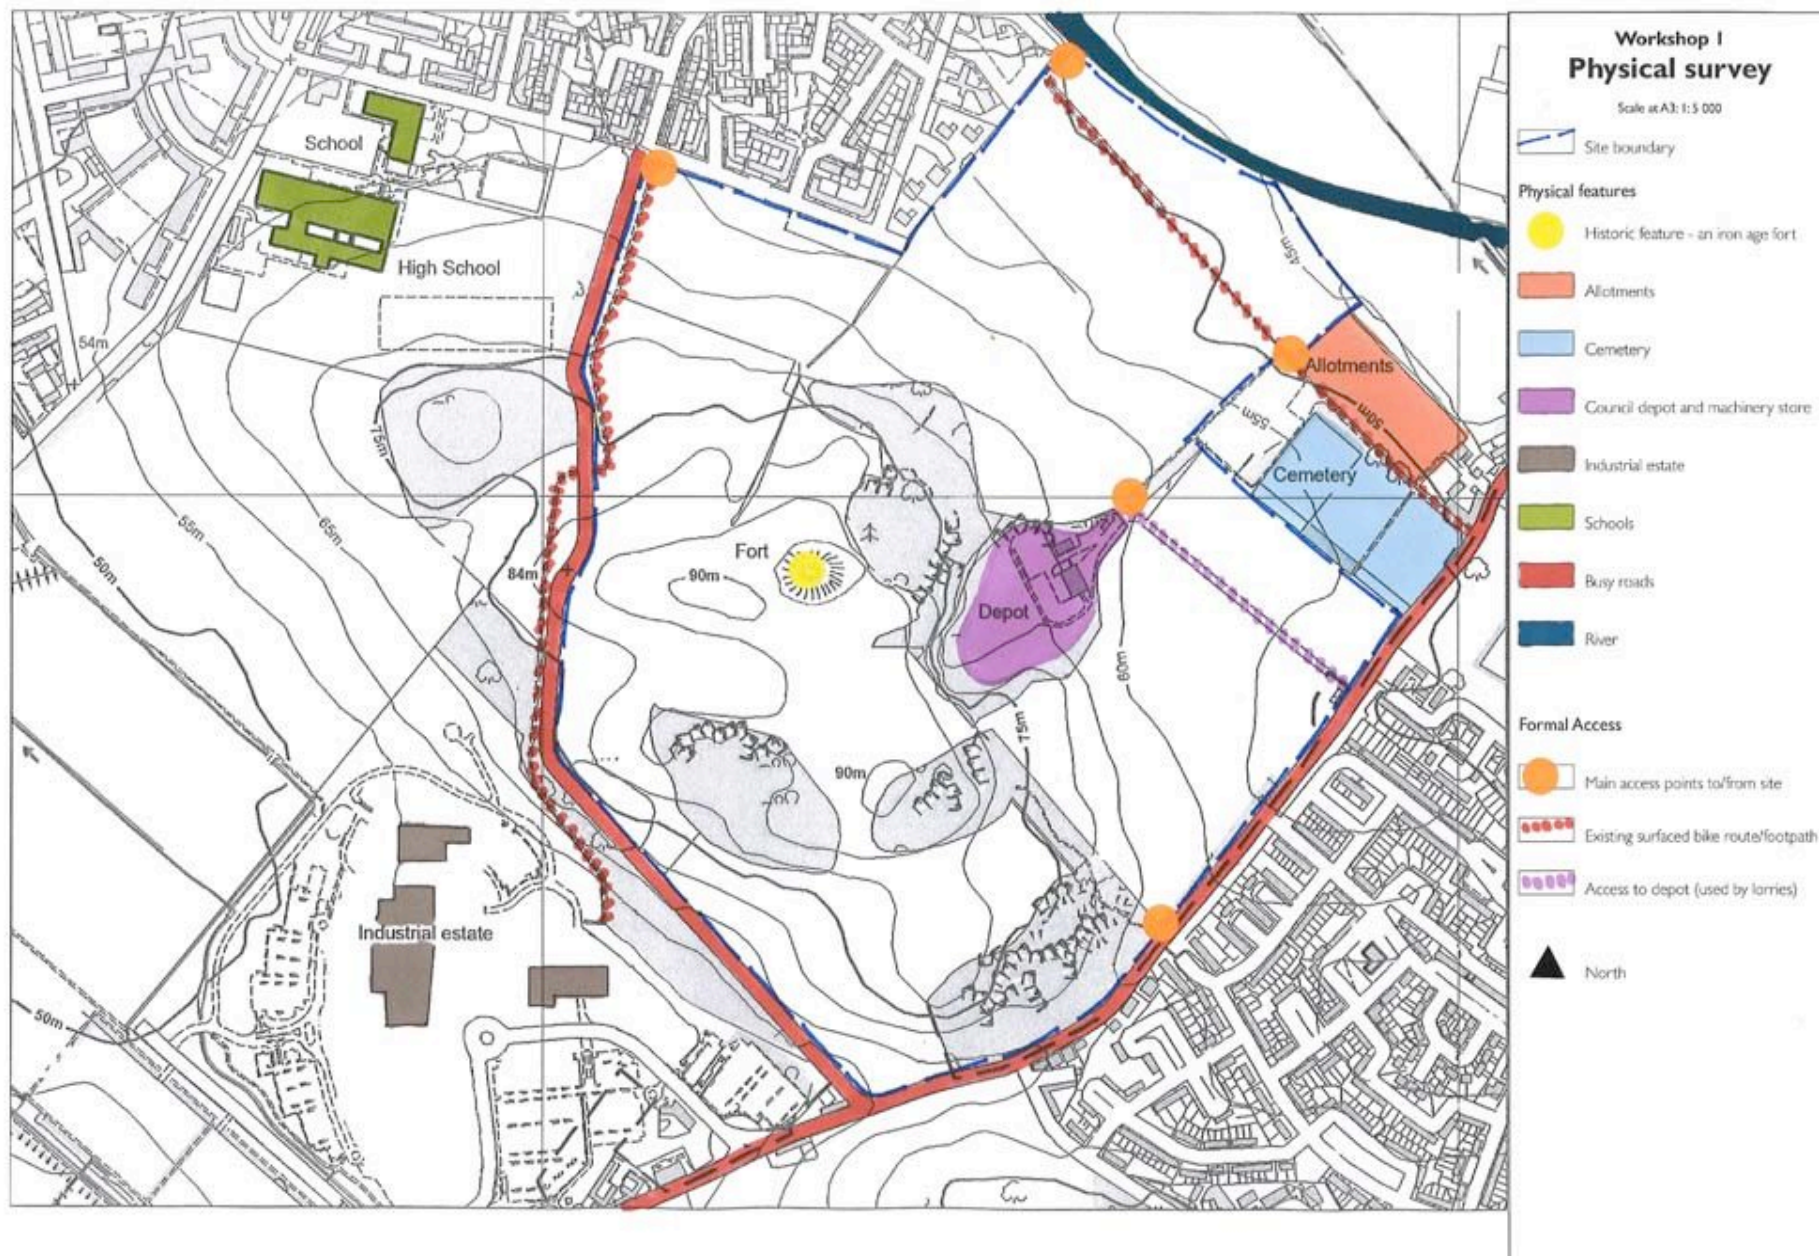 School
High School
54m
75m
55m
65m
50m
84m
Fort
90m
Depot
90m
75m
60m
45m
Allotments
50m
55m
Cemetery
Industrial estate
50m
Workshop 1
Physical survey
Scale at A3: 1: 5 000
Site boundary
Physical features
Historic feature - an iron age fort
Allotments
Cemetery
Council depot and machinery store
Industrial estate
Schools
Busy roads
River
Formal Access
Main access points to/from site
Existing surfaced bike route/footpath
Access to depot (used by lorries)
North